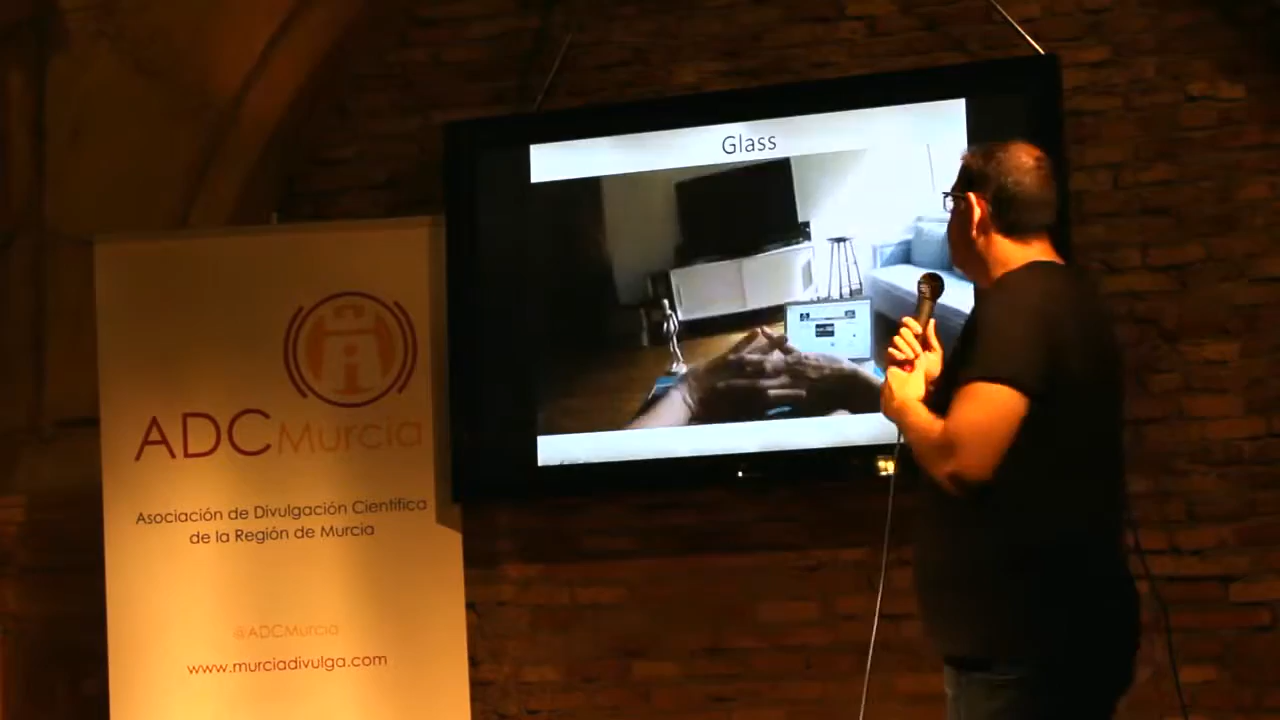 Glass
ADCMurcia
Asociación de Divulgación Científica
de la Región de Murcia
@ADCMurcia
www.murciadivulga.com